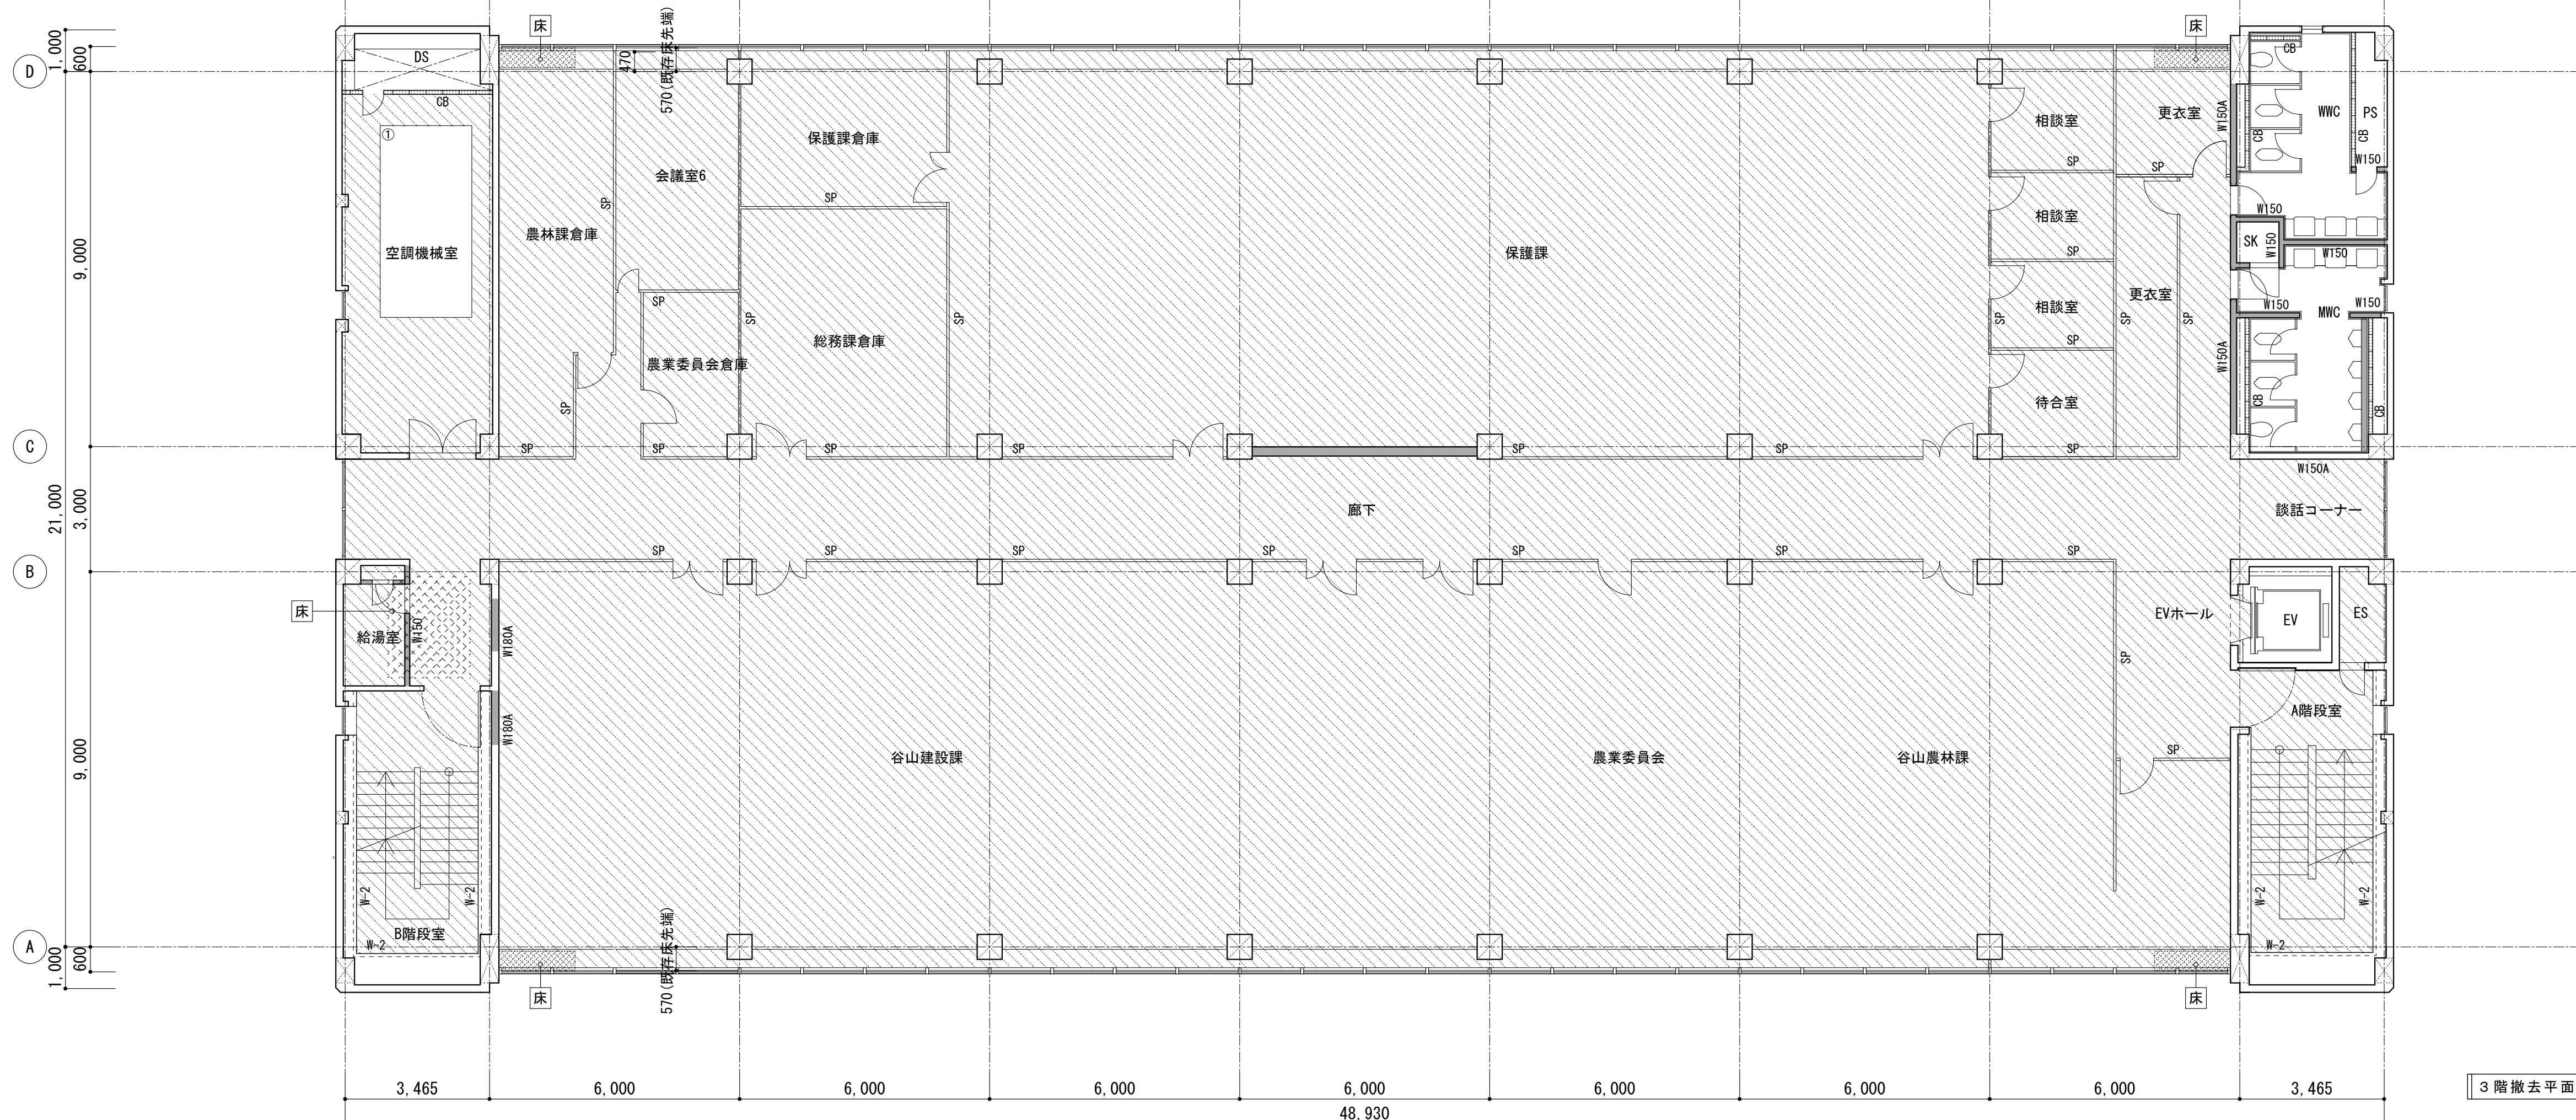 床
床
1,000
600
470
570(既存床先端)
D
DS
CB
①
空調機械室
農林課倉庫
SP
会議室6
SP
保護課倉庫
SP
保護課
相談室
SP
更衣室
SP
W150A
CB
WWC
PS
CB
CB
W150
相談室
SP
W150
SK
W150
W150
9,000
農業委員会倉庫
SP
総務課倉庫
SP
相談室
SP
SP
更衣室
SP
SP
W150
W150
MWC
W150A
待合室
CB
CB
C
SP
SP
SP
SP
SP
SP
SP
SP
W150A
21,000
3,000
廊下
談話コーナー
B
SP
SP
SP
SP
SP
SP
SP
床
給湯室
W150
W180A
EVホール
EV
ES
SP
W180A
A階段室
9,000
谷山建設課
農業委員会
谷山農林課
SP
W-2
W-2
W-2
W-2
B階段室
W-2
W-2
A
1,000
600
570(既存床先端)
床
床
3,465
6,000
6,000
6,000
6,000
6,000
6,000
6,000
3,465
48,930
3階撤去平面